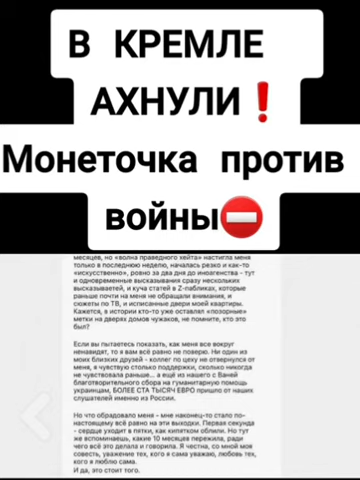 В КРЕМЛЕ
АХНУЛИ❗
Монеточка против
войны⛔
месяцев, но «волна праведного хейта» настигла меня
только в последнюю неделю, началась резко и как-то
«искусственно», ровно за два дня до иноагенства - тут
и одновременные высказывания сразу нескольких
высказывателей, и куча статей в Z-пабликах, которые
раньше почти на меня не обращали внимания, и
сюжеты по ТВ, и исписанные двери моей квартиры.
Кажется, в истории кто-то уже оставлял «позорные»
метки на дверях домов чужаков, не помните, кто это
был?
Если вы пытаетесь показать, как меня все вокруг
ненавидят, то я вам всё равно не поверю. Ни один из
моих близких друзей - коллег по цеху не отвернулся от
меня, я чувствую столько поддержки, сколько никогда
не чувствовала раньше... а ещё из нашего с Ваней
благотворительного сбора на гуманитарную помощь
украинцам, БОЛЕЕ СТА ТЫСЯЧ ЕВРО пришло от наших
слушателей именно из России.
Но что обрадовало меня - мне наконец-то стало по-
настоящему всё равно на эти выходки. Первая секунда
- сердце уходит в пятки, как кипятком облили. Но тут
же вспоминаешь, какие 10 месяцев пережила, ради
чего всё это делала и говорила. Я честна, со мной моя
совесть, уважение тех, кого я сама уважаю, любовь тех,
кого я люблю сама.
И да, это стоит того.